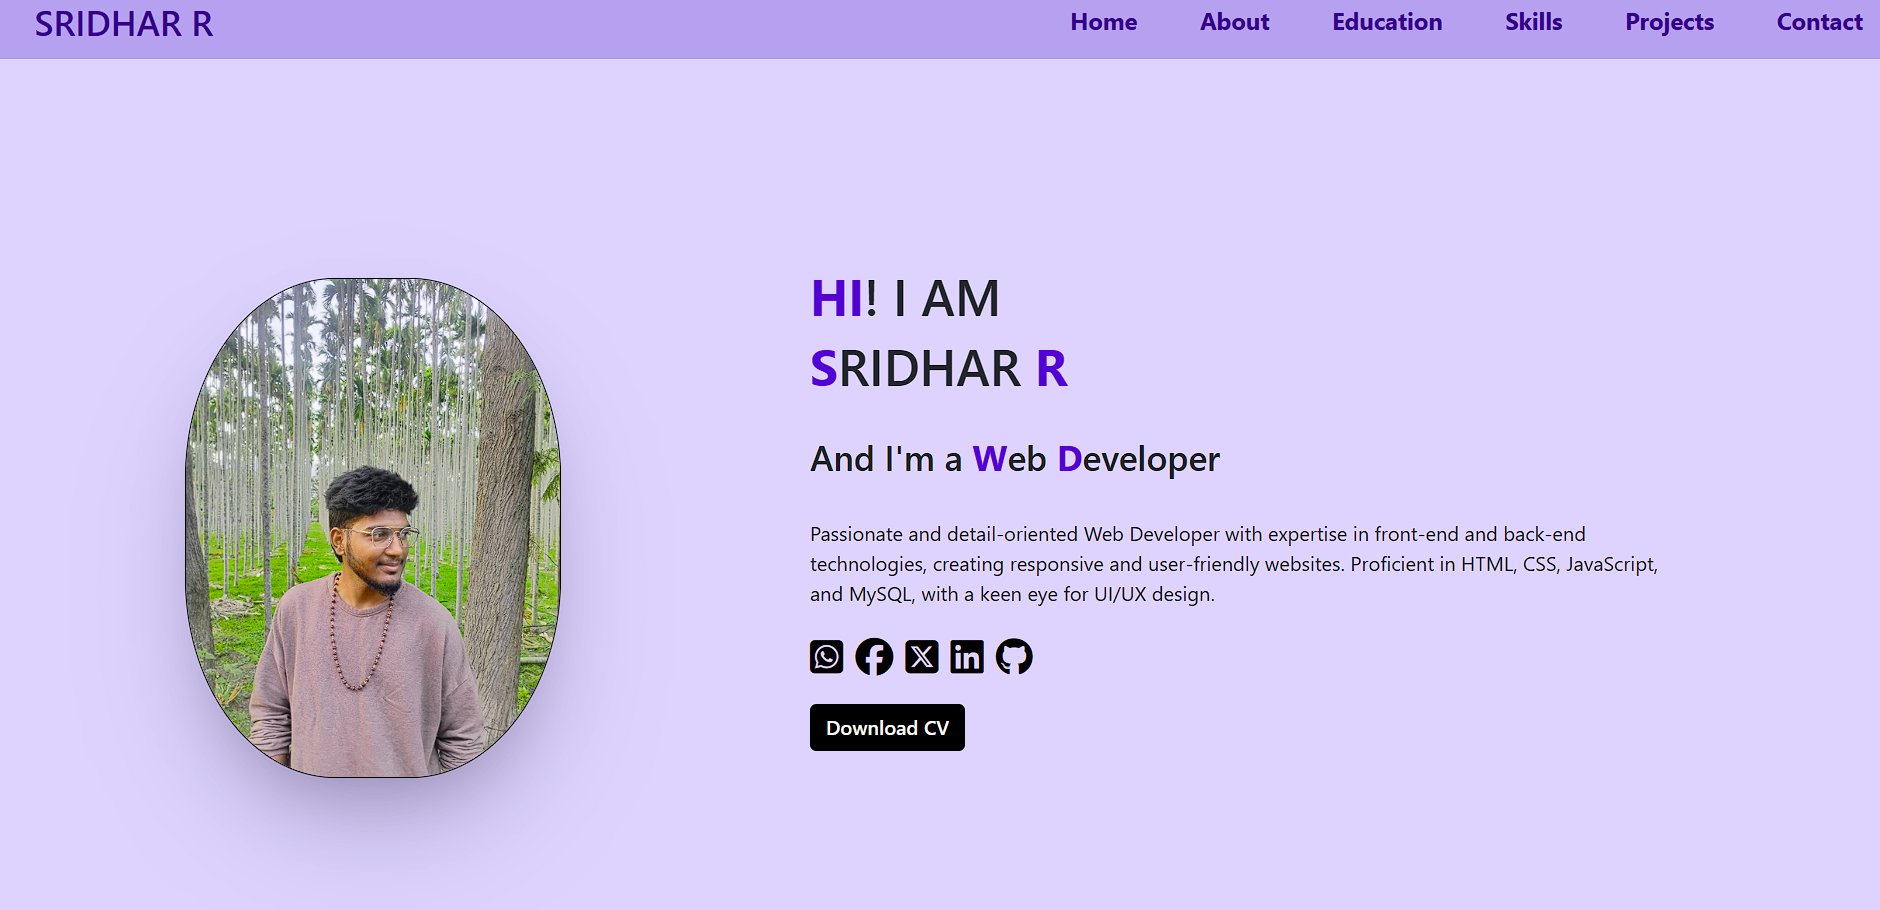 SRIDHAR R
Home About Education Skills Projects Contact
HI! I AM
SRIDHAR R
And I'm a Web Developer
Passionate and detail-oriented Web Developer with expertise in front-end and back-end
technologies, creating responsive and user-friendly websites. Proficient in HTML, CSS, JavaScript,
and MySQL, with a keen eye for UI/UX design.
Download CV